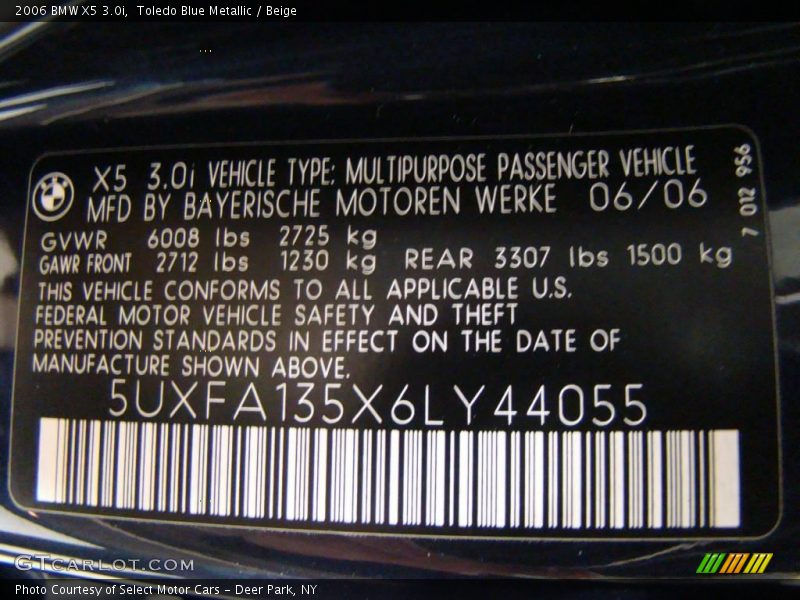 2006 BMW X5 3.0i, Toledo Blue Metallic / Beige
X5 3.0i VEHICLE TYPE: MULTIPURPOSE PASSENGER VEHICLE
MFD BY BAYERISCHE MOTOREN WERKE 06/06
7 012 956
GVWR 6008 lbs 2725 kg
GAWR FRONT 2712 lbs 1230 kg REAR 3307 lbs 1500 kg
THIS VEHICLE CONFORMS TO ALL APPLICABLE U.S.
FEDERAL MOTOR VEHICLE SAFETY AND THEFT
PREVENTION STANDARDS IN EFFECT ON THE DATE OF
MANUFACTURE SHOWN ABOVE.
5UXFA135X6LY44055
GTCARLOT.COM
Photo Courtesy of Select Motor Cars - Deer Park, NY